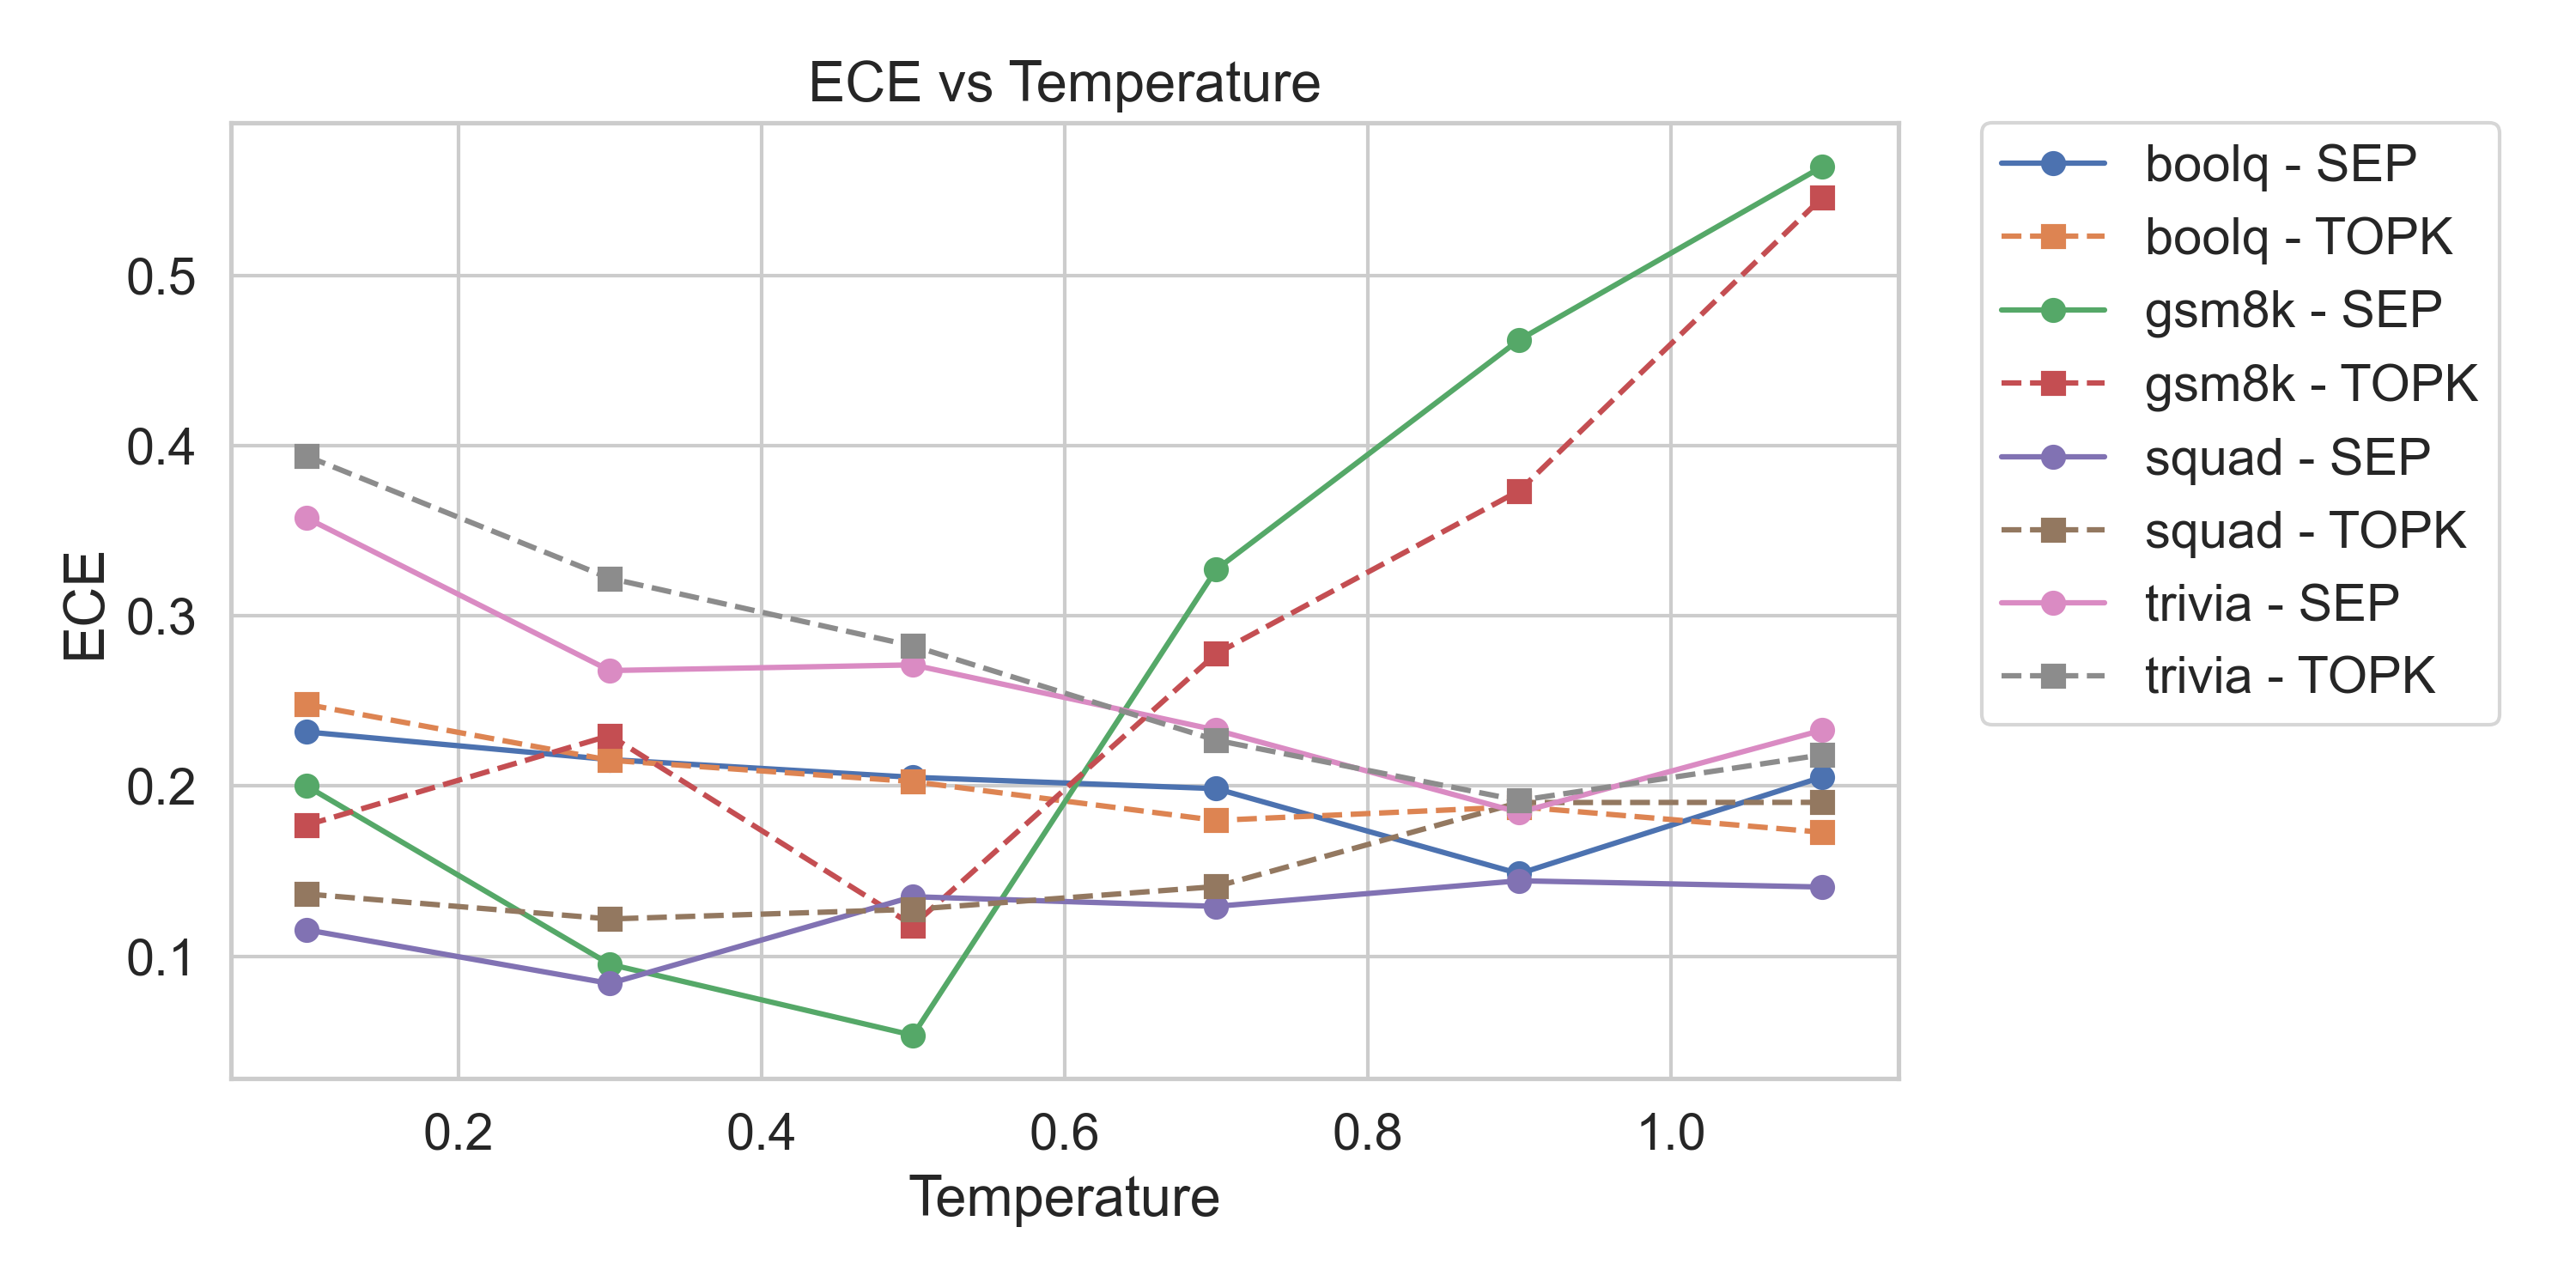 ECE vs Temperature
ECE
0.5
0.4
0.3
0.2
0.1
0.2
0.4
0.6
0.8
1.0
Temperature
boolq - SEP
boolq - TOPK
gsm8k - SEP
gsm8k - TOPK
squad - SEP
squad - TOPK
trivia - SEP
trivia - TOPK